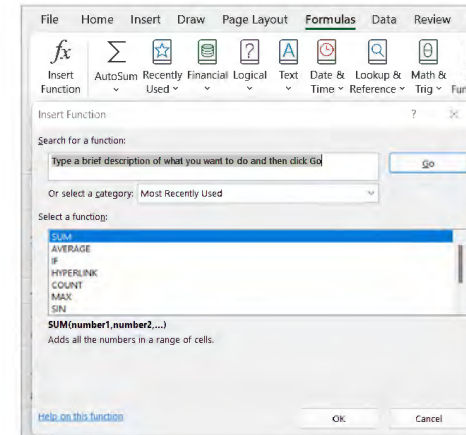 File Home Insert Draw Page Layout Formulas Data Review
fx Σ ? A θ
Insert AutoSum Recently Financial Logical Text Date & Lookup & Math &
Function Used Time Reference Trig
Insert Function ? ×
Search for a function:
Type a brief description of what you want to do and then click Go
Go
Or select a category: Most Recently Used
Select a function:
SUM
AVERAGE
IF
HYPERLINK
COUNT
MAX
SIN
SUM(number1,number2,...)
Adds all the numbers in a range of cells.
Help on this function OK Cancel